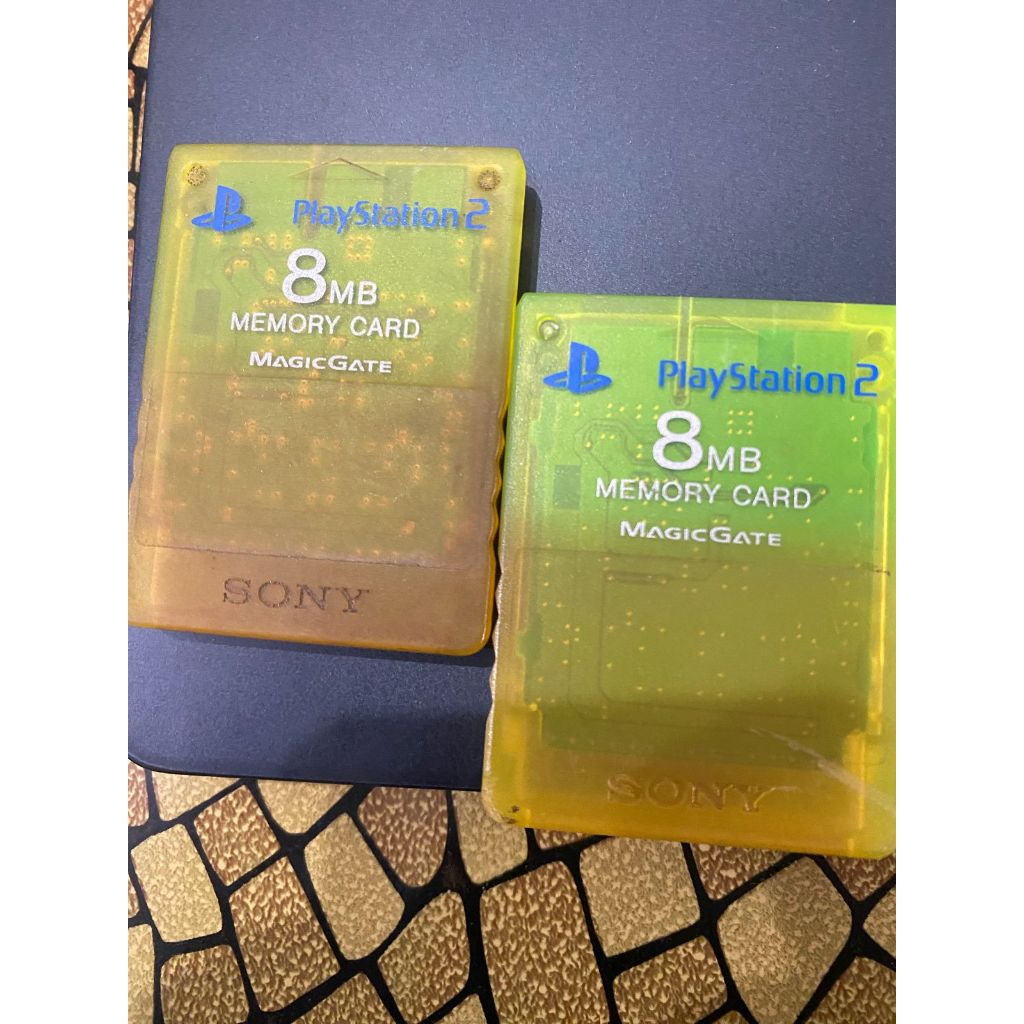 PlayStation 2
8MB
MEMORY CARD
MAGICGATE
SONY
PlayStation 2
8MB
MEMORY CARD
MAGICGATE
SONY